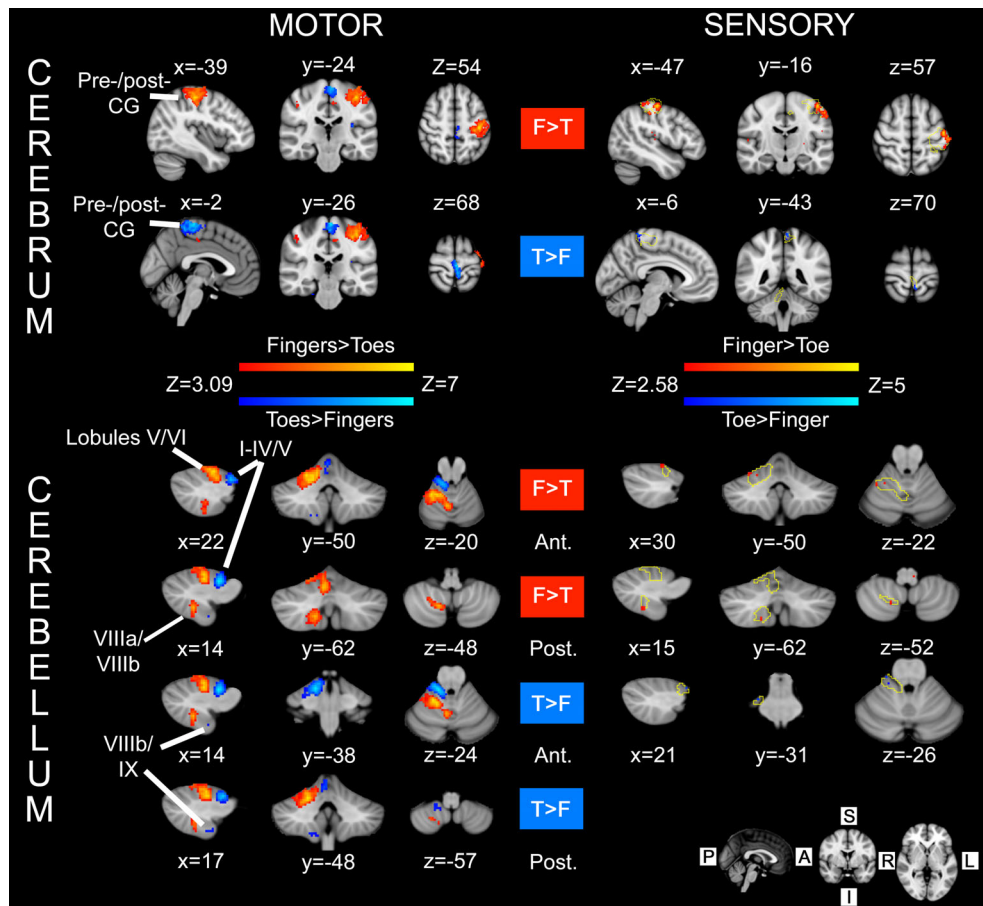 MOTOR SENSORY
CEREBRUM
x=-39 y=-24 Z=54 x=-47 y=-16 z=57
Pre-/post-
CG
F>T
Pre-/post-
CG
x=-2 y=-26 z=68 x=-6 y=-43 z=70
T>F
Fingers>Toes Finger>Toe
Z=3.09 Z=7 Z=2.58 Z=5
Toes>Fingers Toe>Finger
CEREBELLUM
Lobules V/VI I-IV/V
F>T
x=22 y=-50 z=-20 Ant. x=30 y=-50 z=-22
F>T
VIIIa/
VIIIb
x=14 y=-62 z=-48 Post. x=15 y=-62 z=-52
T>F
VIIIb/
IX
x=14 y=-38 z=-24 Ant. x=21 y=-31 z=-26
T>F
x=17 y=-48 z=-57 Post.
S
P A R L
I